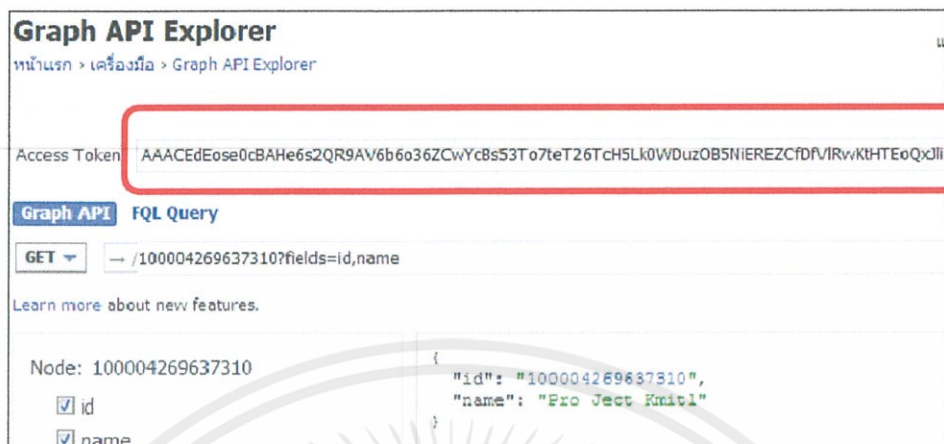 Graph API Explorer
หน้าแรก › เครื่องมือ › Graph API Explorer
Access Token AAACEdEose0cBAHe6s2QR9AV6b6o36ZCwYcBs53To7teT26TcH5Lk0WDuzOB5NiEREZCfDfVlRvvKtHTEoQxJli
Graph API FQL Query
GET → /100004269637310?fields=id,name
Learn more about new features.
Node: 100004269637310
id
name
{
"id": "100004269637310",
"name": "Pro Ject Kmitl"
}